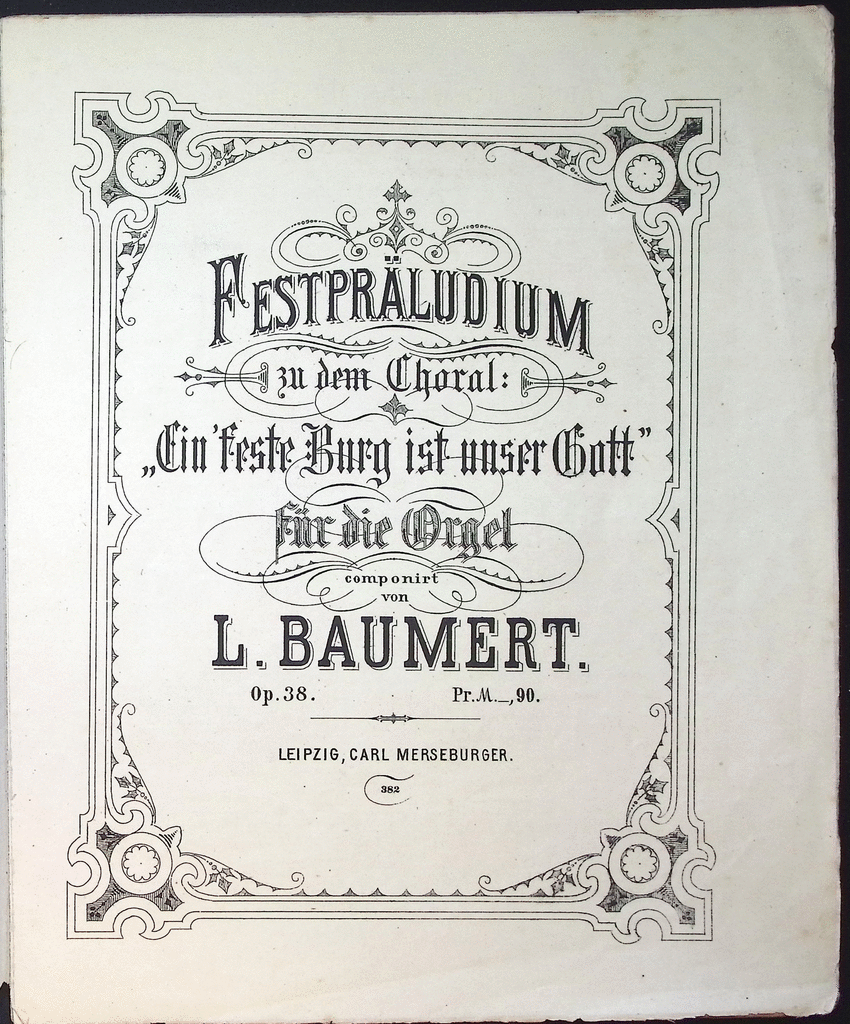 FESTPRÄLUDIUM
zu dem Choral:
„Ein' feste Burg ist unser Gott”
für die Orgel
componirt
von
L. BAUMERT.
Op. 38. Pr. M. _,90.
LEIPZIG, CARL MERSEBURGER.
382